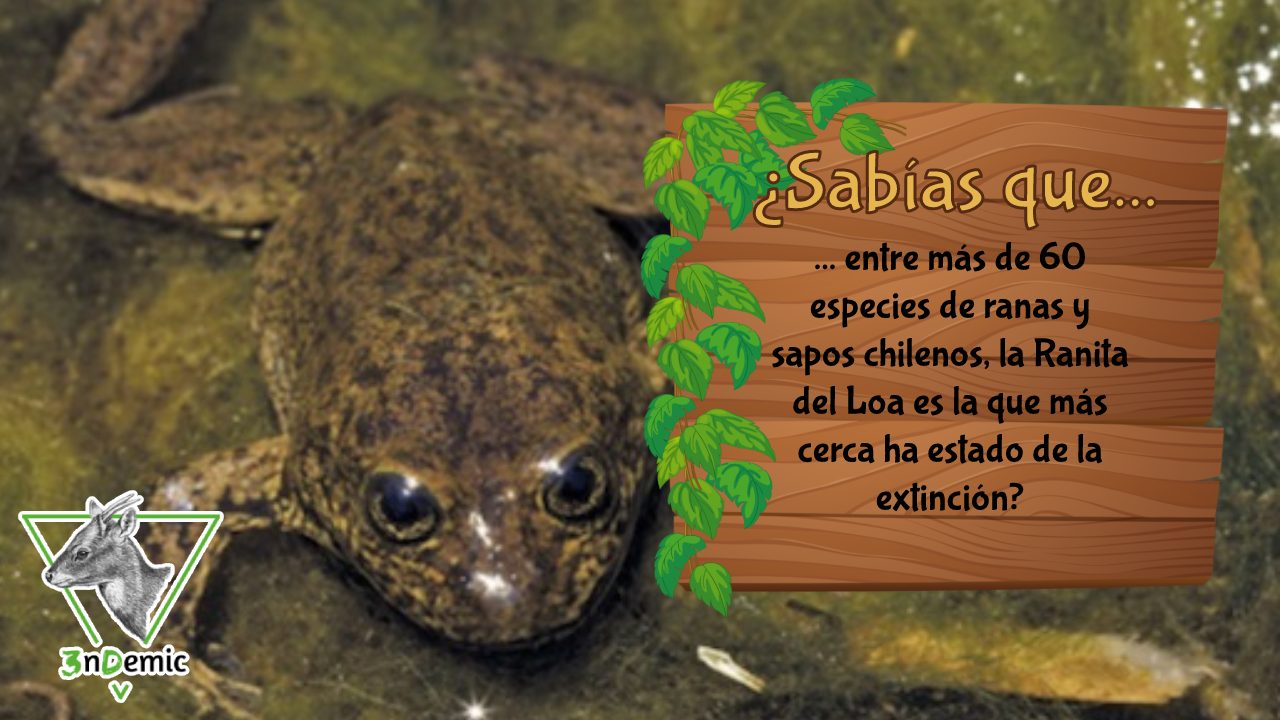 ¿Sabías que...
... entre más de 60
especies de ranas y
sapos chilenos, la Ranita
del Loa es la que más
cerca ha estado de la
extinción?
3nDemic